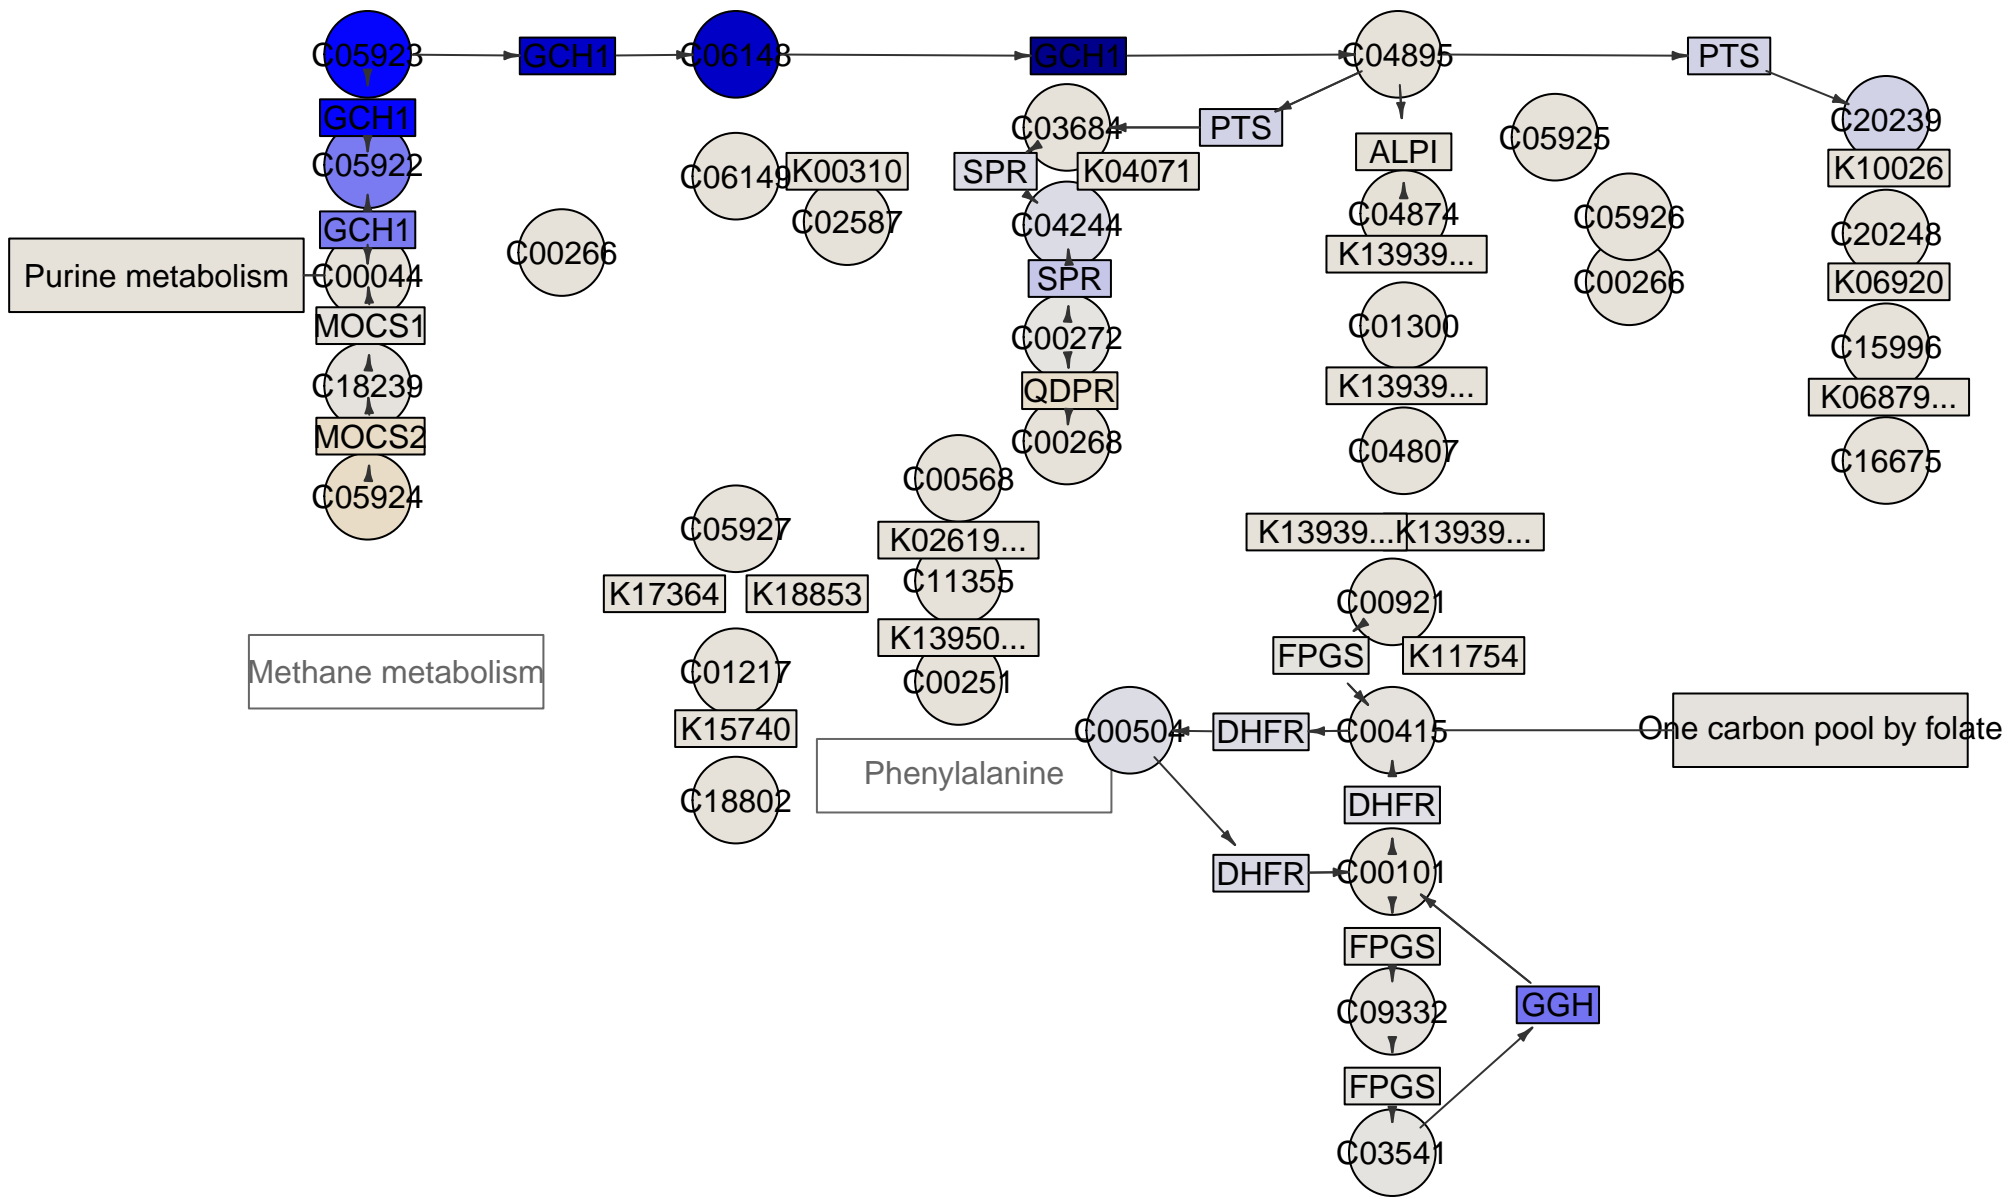 C05923
GCH1
C06148
GCH1
C04895
PTS
GCH1
C03684
PTS
C05925
C20239
C05922
C06149
K00310
SPR
K04071
ALPI
K10026
GCH1
C02587
C04244
C04874
C05926
C20248
Purine metabolism
C00044
C00266
SPR
K13939...
C00266
K06920
MOCS1
C00272
C01300
C15996
C18239
QDPR
K13939...
K06879...
MOCS2
C00268
C04807
C16675
C05924
C00568
C05927
K02619...
K13939...
K13939...
K17364
K18853
C11355
C00921
Methane metabolism
C01217
K13950...
FPGS
K11754
C00251
K15740
C00504
DHFR
C00415
One carbon pool by folate
Phenylalanine
C18802
DHFR
DHFR
C00101
FPGS
C09332
GGH
FPGS
C03541